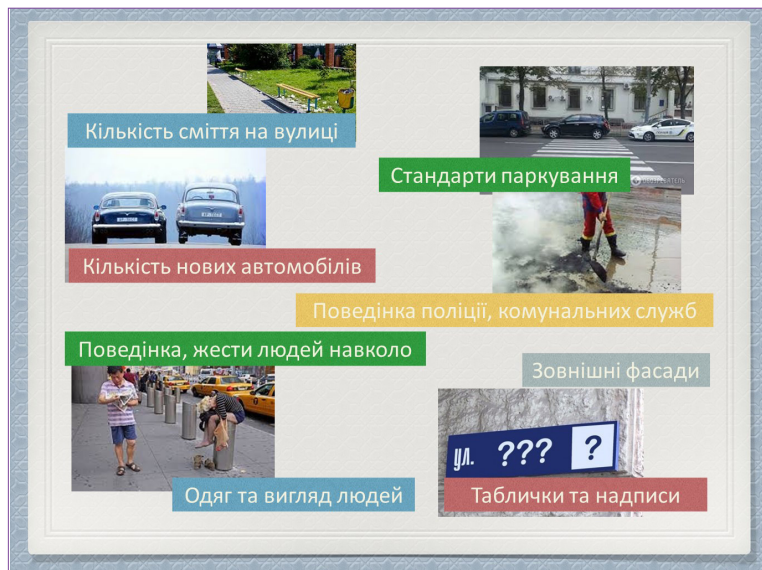 Кількість сміття на вулиці
Стандарти паркування
Кількість нових автомобілів
Поведінка поліції, комунальних служб
Поведінка, жести людей навколо
Зовнішні фасади
ул. ??? ?
Одяг та вигляд людей
Таблички та надписи